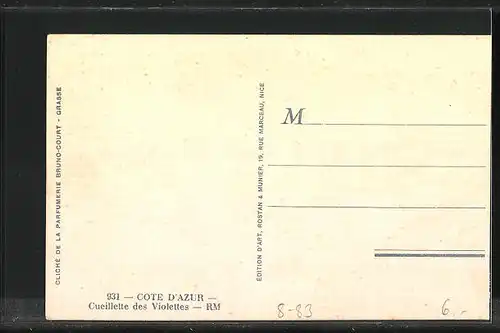 CLICHÉ DE LA PARFUMERIE BRUNO-COURT - GRASSE
931 — COTE D'AZUR —
Cueillette des Violettes — RM
ÉDITION D'ART, ROSTAN & MUNIER, 19, RUE MARCEAU, NICE
M
8-83
6.-